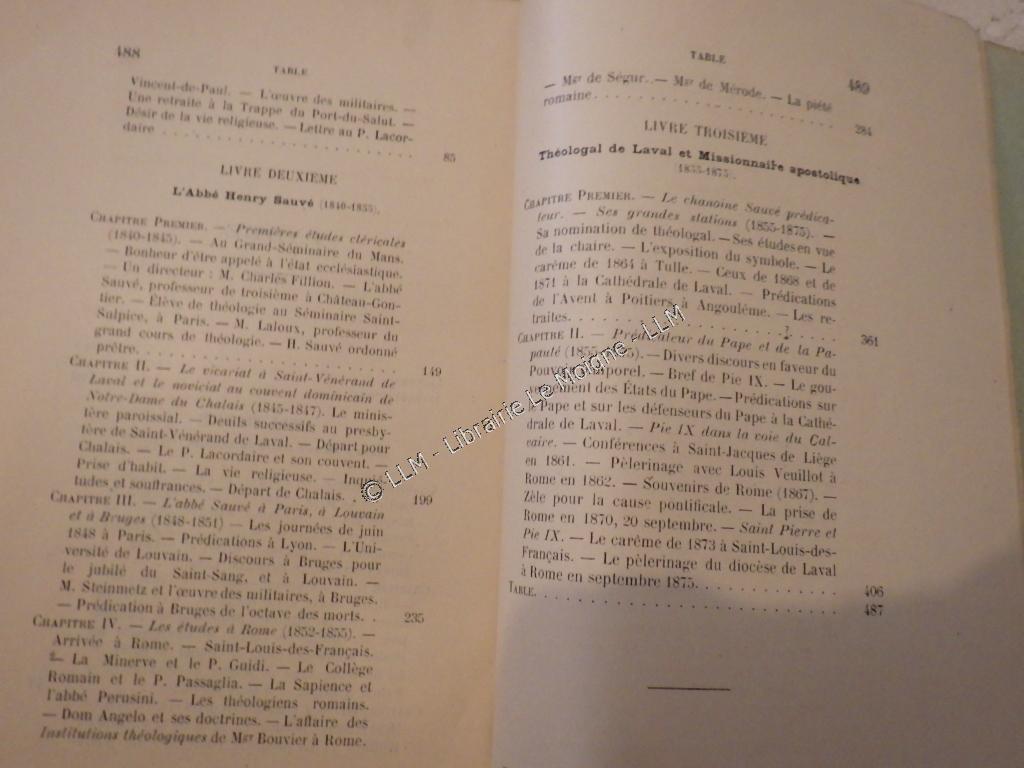 488
TABLE
Vincent-de-Paul. — L'œuvre des militaires. —
Une retraite à la Trappe du Port-du-Salut. —
Désir de la vie religieuse. — Lettre au P. Lacor-
daire . . . . . . . . . . . . . . . . . . 85
LIVRE DEUXIÈME
L'Abbé Henry Sauvé (1840-1855).
CHAPITRE PREMIER. — Premières études cléricales
(1840-1845). — Au Grand-Séminaire du Mans.
— Bonheur d'être appelé à l'état ecclésiastique.
— Un directeur : M. Charles Fillion. — L'abbé
Sauvé, professeur de troisième à Château-Gon-
tier. — Élève de théologie au Séminaire Saint-
Sulpice, à Paris. — M. Laloux, professeur du
grand cours de théologie. — H. Sauvé ordonné
prêtre. . . . . . . . . . . . . . . . . . 149
CHAPITRE II. — Le vicariat à Saint-Vénérand de
Laval et le noviciat au couvent dominicain de
Notre-Dame du Chalais (1845-1847). Le minis-
tère paroissial. — Deuils successifs au presby-
tère de Saint-Vénérand de Laval. — Départ pour
Chalais. — Le P. Lacordaire et son couvent. —
Prise d'habit. — La vie religieuse. — Inquié-
tudes et souffrances. — Départ de Chalais. . 199
CHAPITRE III. — L'abbé Sauvé à Paris, à Louvain
et à Bruges (1848-1851) — Les journées de juin
1848 à Paris. — Prédications à Lyon. — L'Uni-
versité de Louvain. — Discours à Bruges pour
le jubilé du Saint-Sang, et à Louvain. —
M. Steinmetz et l'œuvre des militaires, à Bruges.
— Prédication à Bruges de l'octave des morts. . 235
CHAPITRE IV. — Les études à Rome (1852-1855). —
Arrivée à Rome. — Saint-Louis-des-Français.
— La Minerve et le P. Guidi. — Le Collège
Romain et le P. Passaglia. — La Sapience et
l'abbé Perusini. — Les théologiens romains.
— Dom Angelo et ses doctrines. — L'affaire des
Institutions théologiques de Mgr Bouvier à Rome.
TABLE
489
— Mgr de Ségur. — Mgr de Mérode. — La piété
romaine. . . . . . . . . . . . . . . . . 284
LIVRE TROISIÈME
Théologal de Laval et Missionnaire apostolique
(1855-1875).
CHAPITRE PREMIER. — Le chanoine Sauvé prédica-
teur. — Ses grandes stations (1855-1875). —
Sa nomination de théologal. — Ses études en vue
de la chaire. — L'exposition du symbole. — Le
carême de 1864 à Tulle. — Ceux de 1868 et de
1871 à la Cathédrale de Laval. — Prédications
de l'Avent à Poitiers, à Angoulême. — Les re-
traites. . . . . . . . . . . . . . . . . . 361
CHAPITRE II. — Prédicateur du Pape et de la Pa-
pauté — Divers discours en faveur du
Pouvoir temporel. — Bref de Pie IX. — Le gou-
vernement des États du Pape. — Prédications sur
le Pape et sur les défenseurs du Pape à la Cathé-
drale de Laval. — Pie IX dans la voie du Cal-
vaire. — Conférences à Saint-Jacques de Liège
en 1861. — Pèlerinage avec Louis Veuillot à
Rome en 1862. — Souvenirs de Rome (1867). —
Zèle pour la cause pontificale. — La prise de
Rome en 1870, 20 septembre. — Saint Pierre et
Pie IX. — Le carême de 1873 à Saint-Louis-des-
Français. — Le pèlerinage du diocèse de Laval
à Rome en septembre 1875. . . . . . . . . . 406
TABLE. . . . . . . . . . . . . . . . . . 487
© LLM - Librairie Le Moigne - LLM